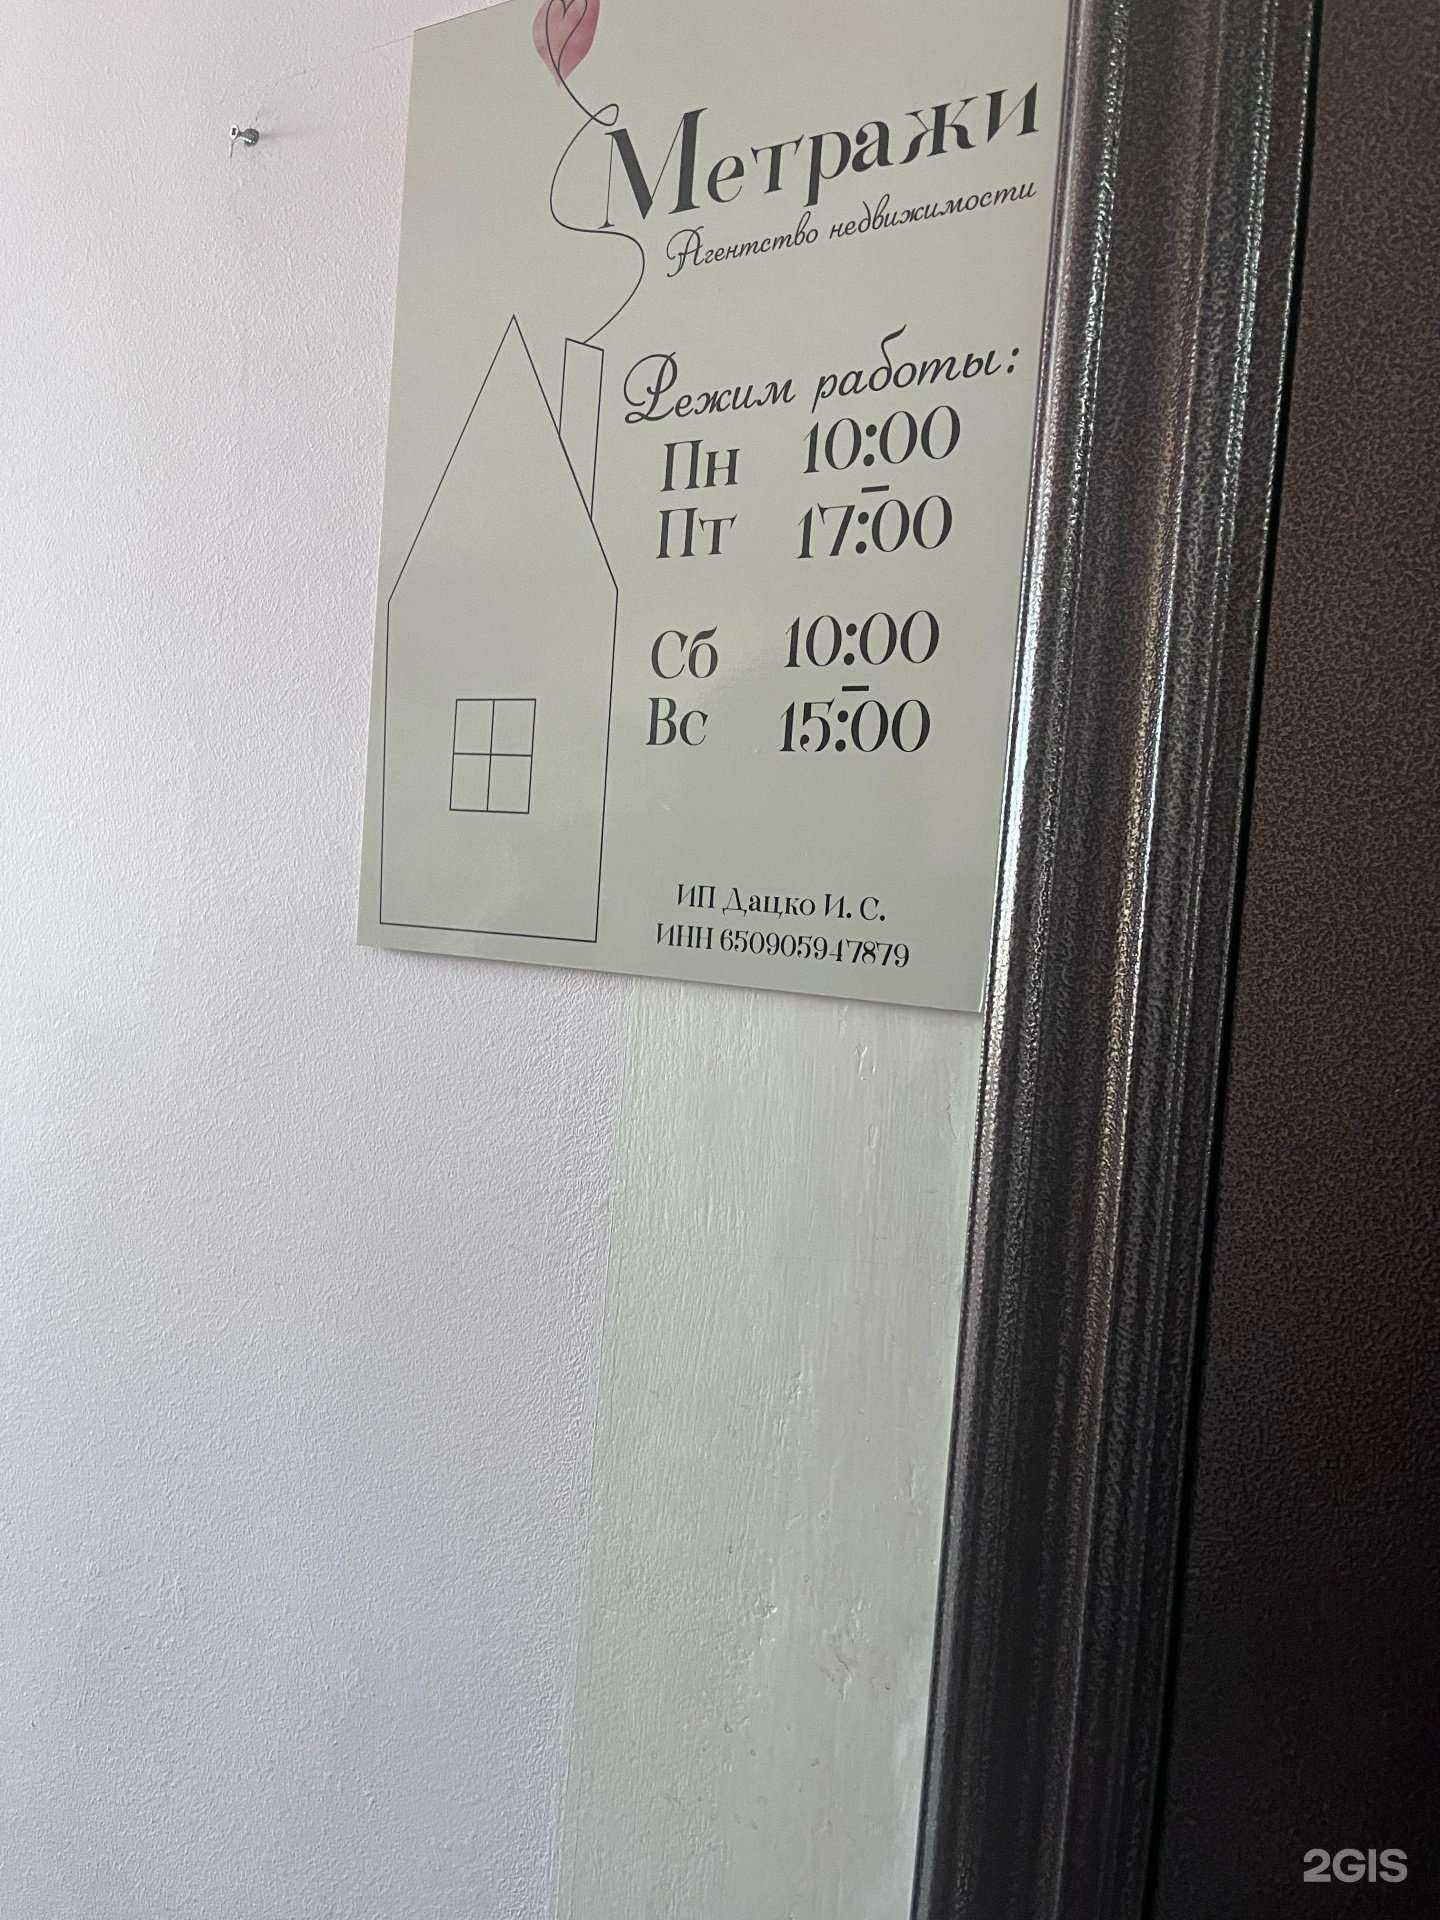 Метражи
Агентство недвижимости
Режим работы:
Пн 10:00
–
Пт 17:00
Сб 10:00
–
Вс 15:00
ИП Дацко И. С.
ИНН 650905947879
2GIS